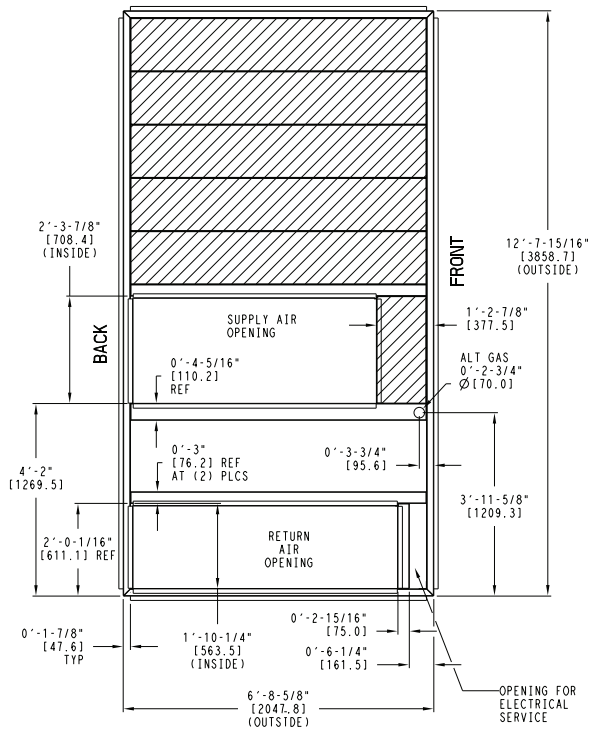 2´-3-7/8"
[708.4]
(INSIDE)
12´-7-15/16"
[3858.7]
(OUTSIDE)
FRONT
BACK
SUPPLY AIR
OPENING
1´-2-7/8"
[377.5]
0´-4-5/16"
[110.2]
REF
ALT GAS
0´-2-3/4"
Ø[70.0]
0´-3"
[76.2] REF
AT (2) PLCS
0´-3-3/4"
[95.6]
4´-2"
[1269.5]
3´-11-5/8"
[1209.3]
2´-0-1/16"
[611.1] REF
RETURN
AIR
OPENING
0´-2-15/16"
[75.0]
0´-1-7/8"
[47.6]
TYP
1´-10-1/4"
[563.5]
(INSIDE)
0´-6-1/4"
[161.5]
6´-8-5/8"
[2047.8]
(OUTSIDE)
OPENING FOR
ELECTRICAL
SERVICE